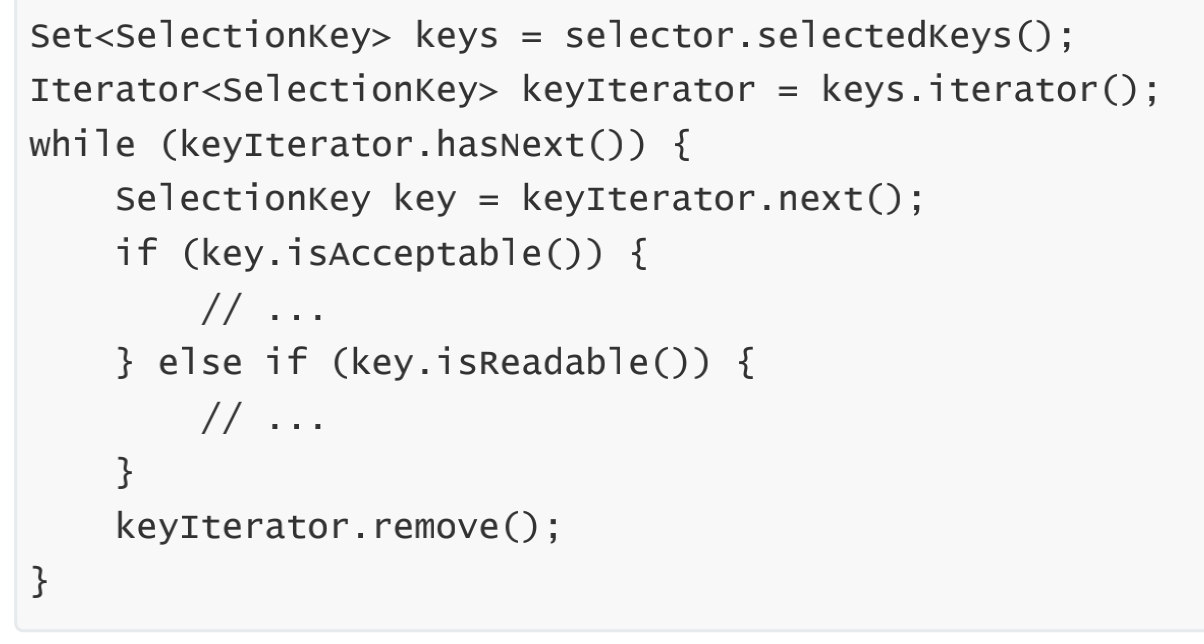 Set<SelectionKey> keys = selector.selectedKeys();
Iterator<SelectionKey> keyIterator = keys.iterator();
while (keyIterator.hasNext()) {
    SelectionKey key = keyIterator.next();
    if (key.isAcceptable()) {
        // ...
    } else if (key.isReadable()) {
        // ...
    }
    keyIterator.remove();
}